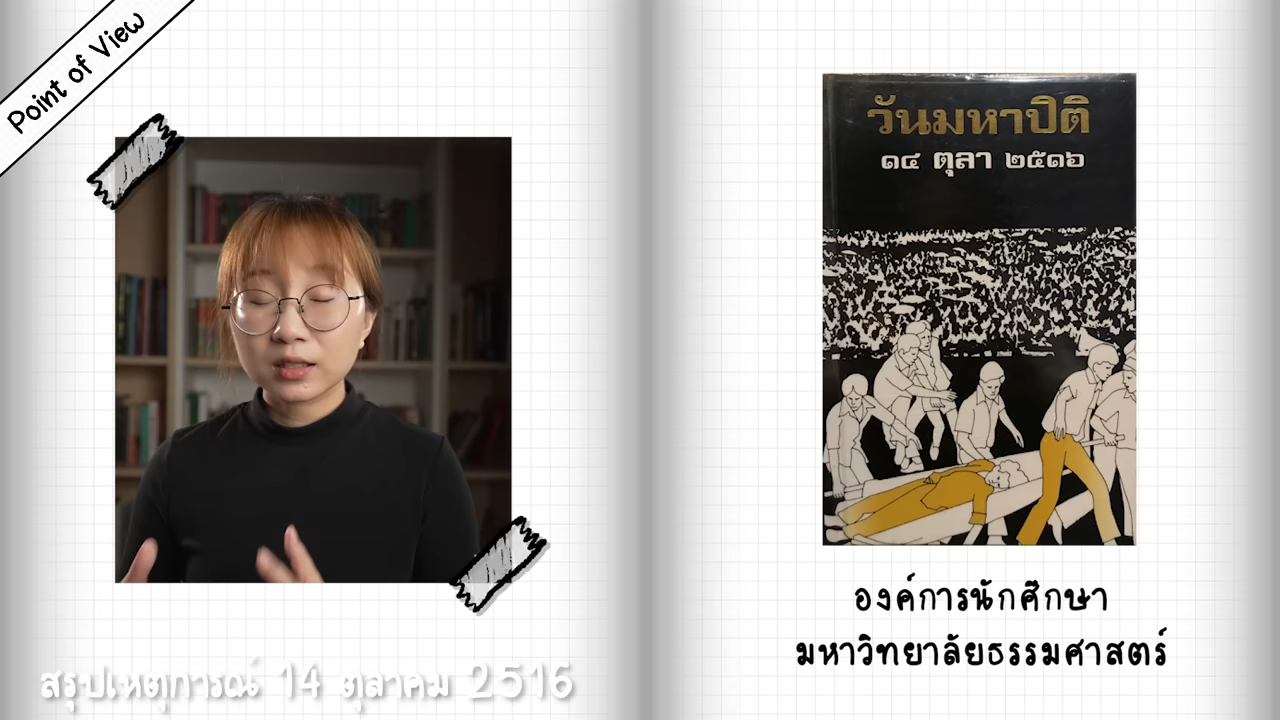 Point of View
วันมหาปิติ
๑๔ ตุลา ๒๕๑๖
องค์การนักศึกษา
มหาวิทยาลัยธรรมศาสตร์
สรุปเหตุการณ์ 14 ตุลาคม 2516